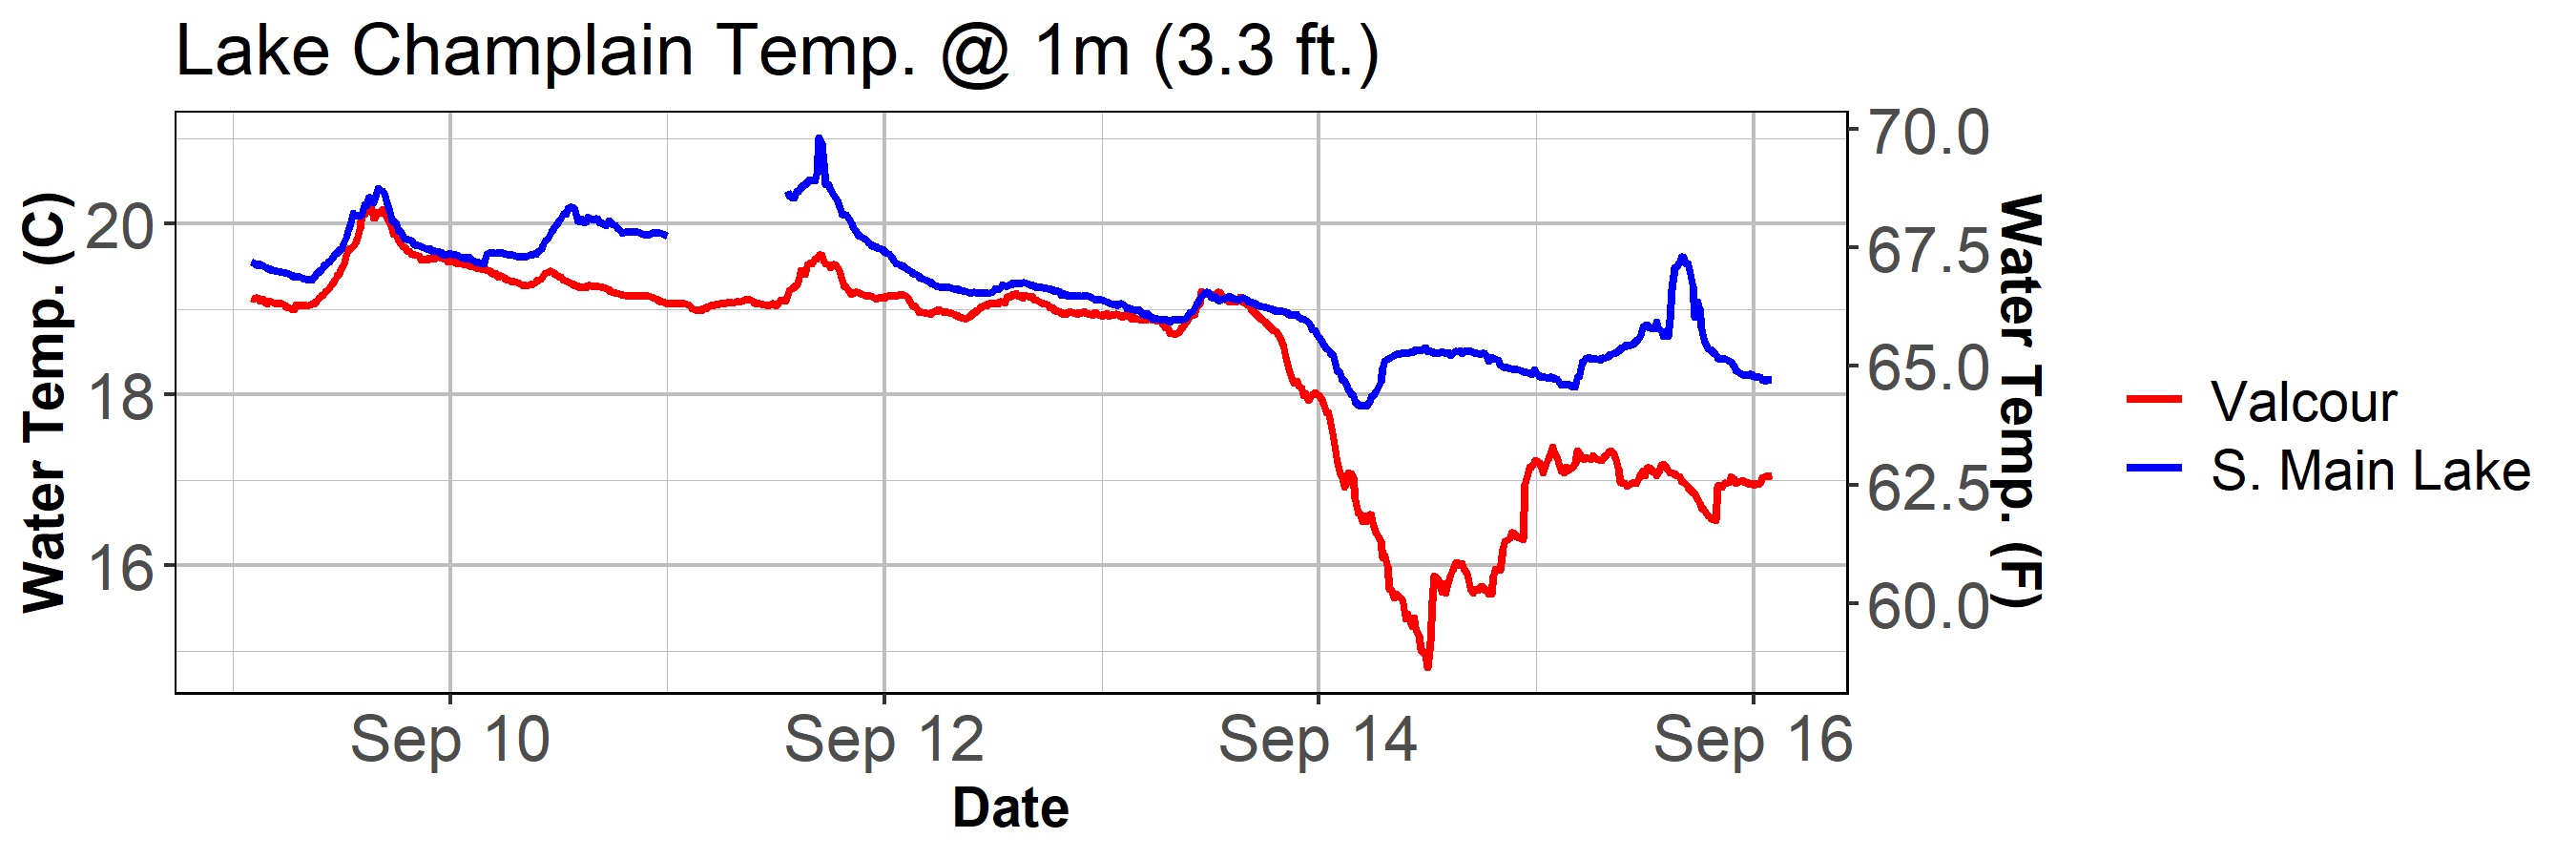 Lake Champlain Temp. @ 1m (3.3 ft.)
Water Temp. (C)
20
18
16
70.0
67.5
65.0
62.5
60.0
Water Temp. (F)
Valcour
S. Main Lake
Sep 10
Sep 12
Sep 14
Sep 16
Date